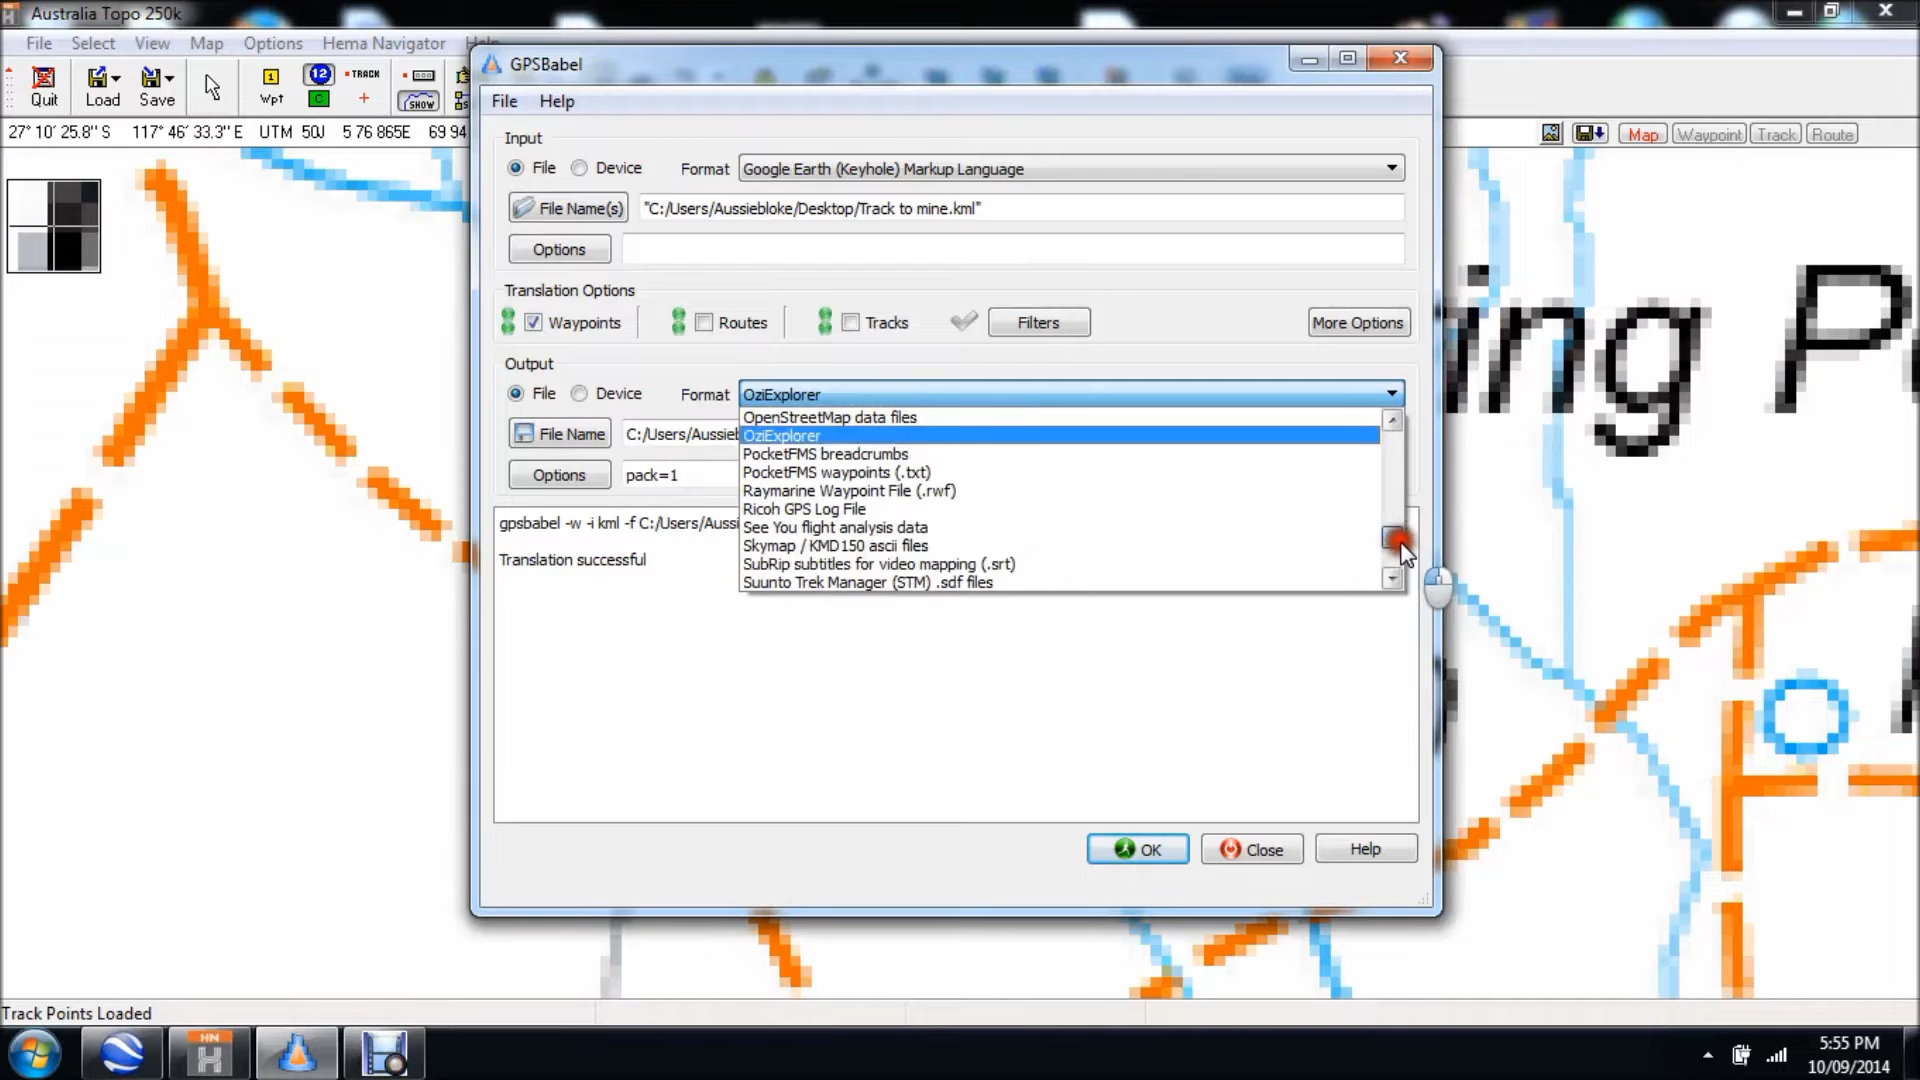 Australia Topo 250k
File Select View Map Options Hema Navigator Help
Quit Load Save Wpt 1 12 C TRACK SHOW
27° 10' 25.8'' S 117° 46' 33.3'' E UTM 50J 5 76 865E 69 94
Map Waypoint Track Route
GPSBabel
File Help
Input
File Device Format Google Earth (Keyhole) Markup Language
File Name(s) "C:/Users/Aussiebloke/Desktop/Track to mine.kml"
Options
Translation Options
Waypoints Routes Tracks Filters More Options
Output
File Device Format OziExplorer
File Name C:/Users/Aussieb
Options pack=1
OpenStreetMap data files
OziExplorer
PocketFMS breadcrumbs
PocketFMS waypoints (.txt)
Raymarine Waypoint File (.rwf)
Ricoh GPS Log File
See You flight analysis data
Skymap / KMD150 ascii files
SubRip subtitles for video mapping (.srt)
Suunto Trek Manager (STM) .sdf files
gpsbabel -w -i kml -f C:/Users/Aussi
Translation successful
OK Close Help
ing P
Track Points Loaded
HN
H
5:55 PM
10/09/2014